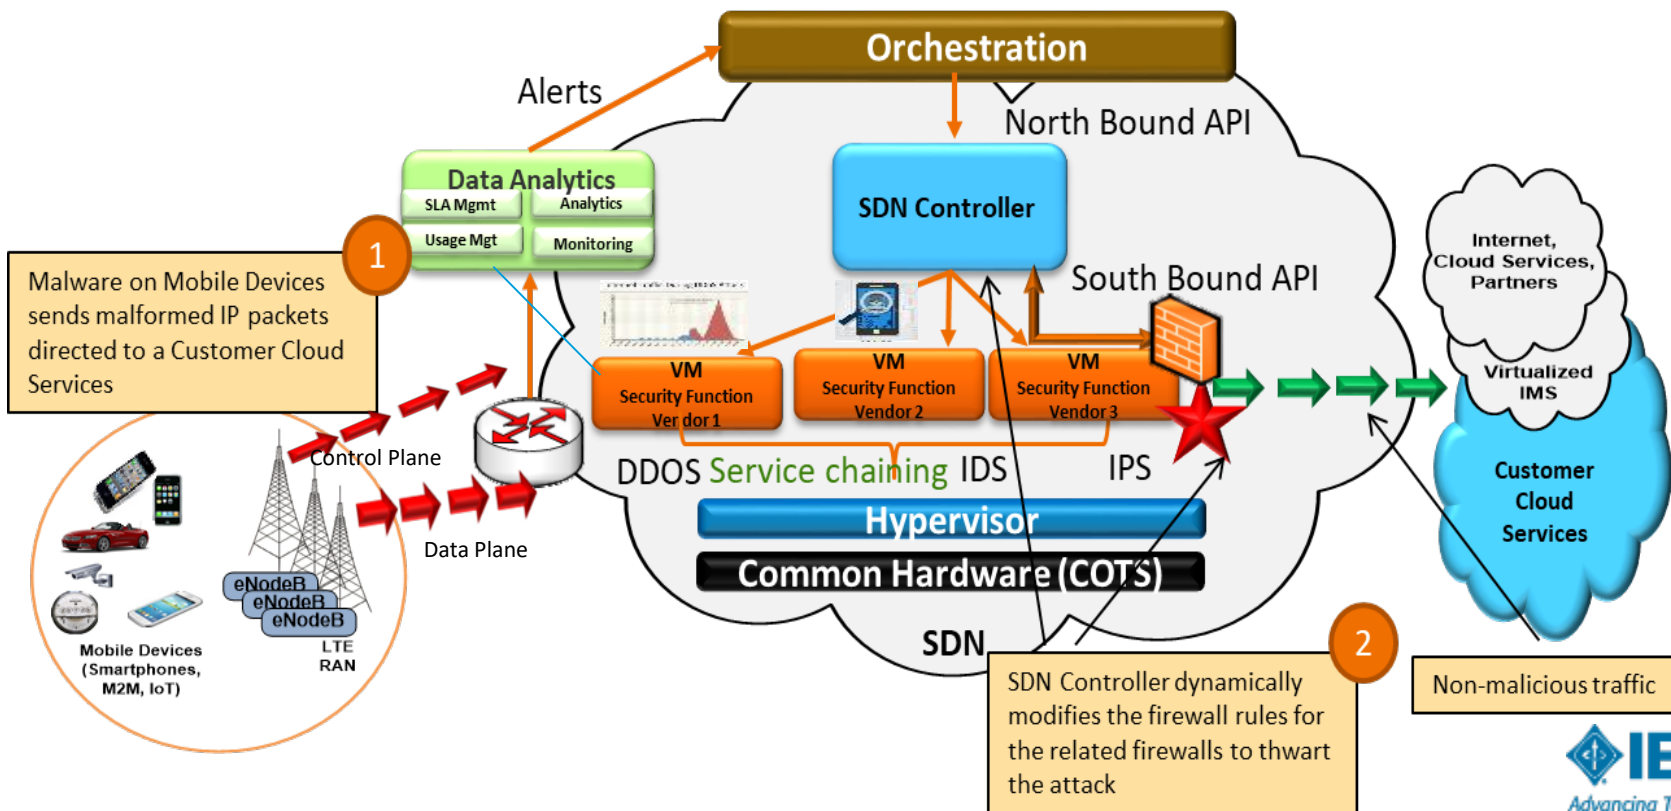 Orchestration
Alerts
North Bound API
Data Analytics
SLA Mgmt
Analytics
Usage Mgt
Monitoring
SDN Controller
1
Malware on Mobile Devices
sends malformed IP packets
directed to a Customer Cloud
Services
South Bound API
Internet,
Cloud Services,
Partners
Virtualized
IMS
Customer
Cloud
Services
VM
Security Function
Vendor 1
VM
Security Function
Vendor 2
VM
Security Function
Vendor 3
Control Plane
Data Plane
DDOS Service chaining IDS IPS
Hypervisor
Common Hardware (COTS)
SDN
eNodeB
eNodeB
eNodeB
LTE
RAN
Mobile Devices
(Smartphones,
M2M, IoT)
2
SDN Controller dynamically
modifies the firewall rules for
the related firewalls to thwart
the attack
Non-malicious traffic
IE
Advancing T